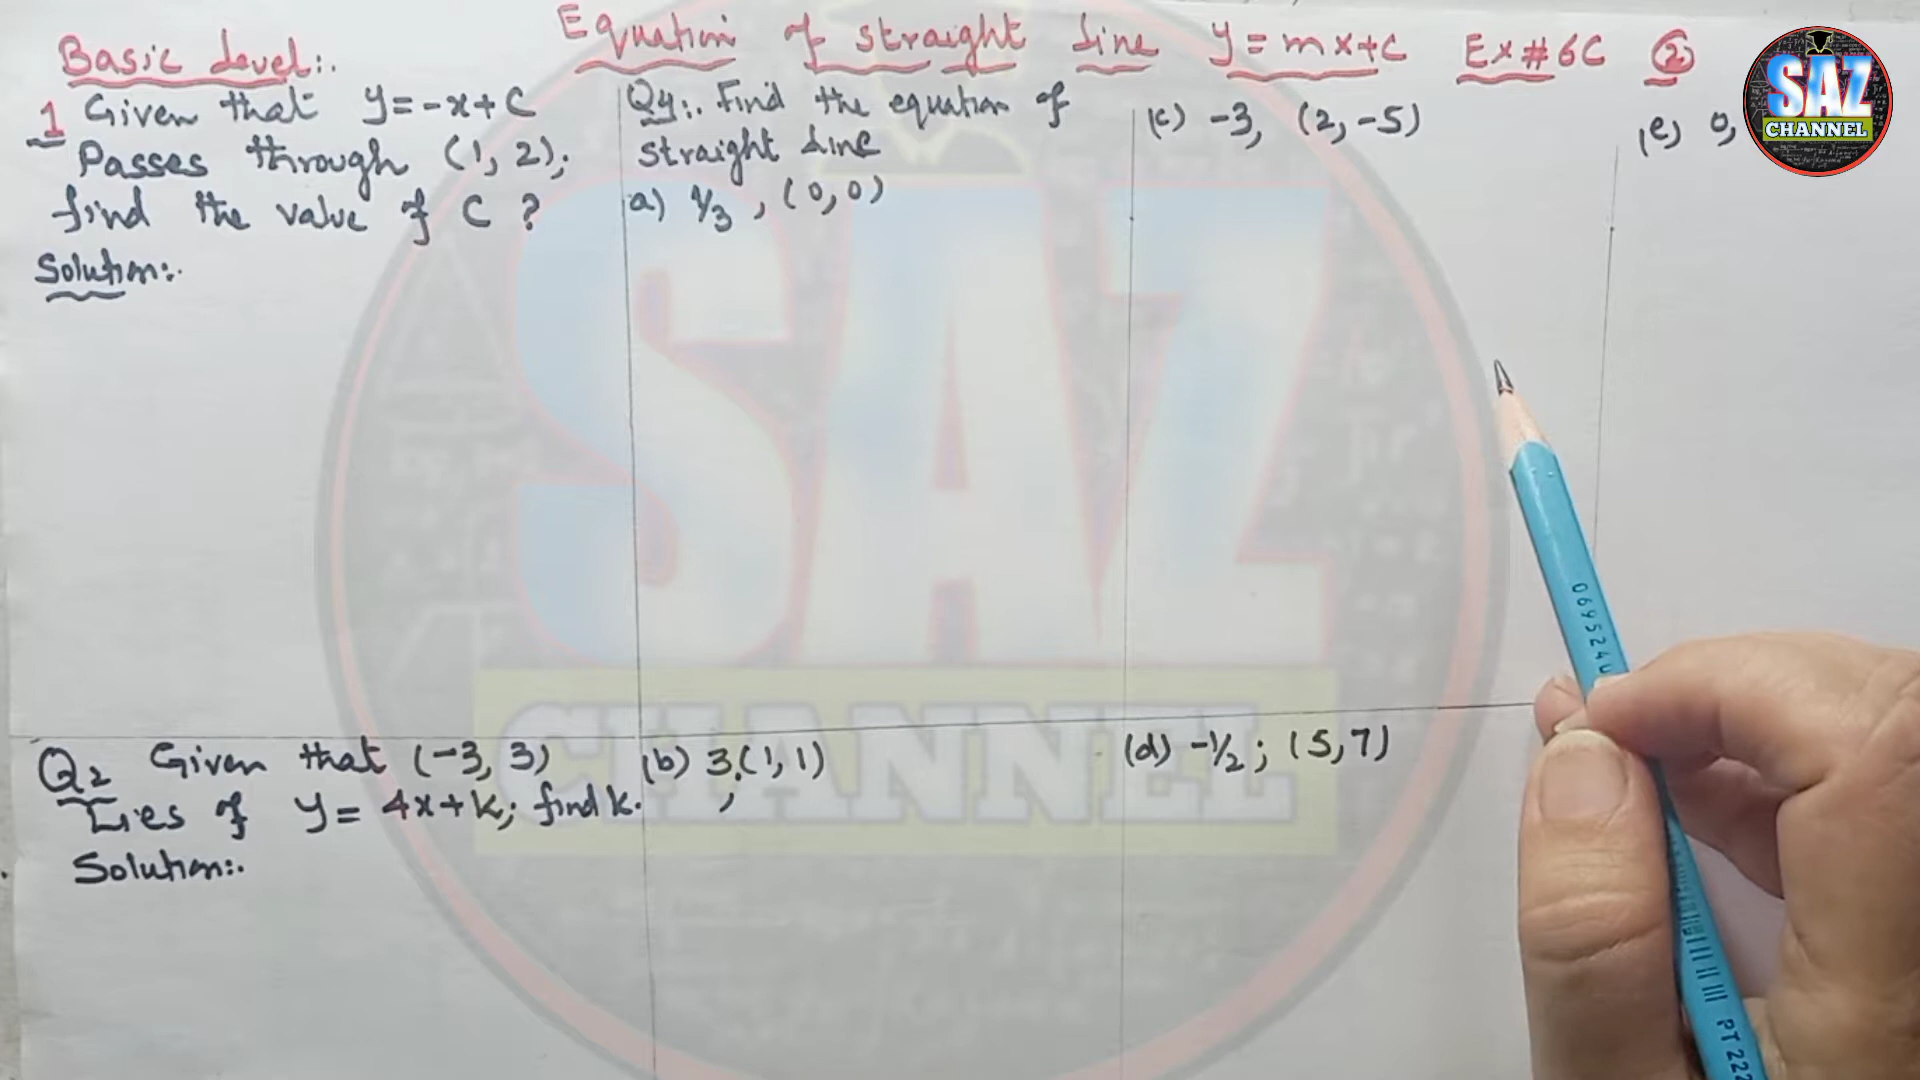 Equation of straight line y=mx+c Ex#6C ②
Basic level:.
1 Given that y=-x+c
Passes through (1, 2);
find the value of C ?
Solution:.
Q2 Given that (-3, 3)
Lies of y= 4x+k; find k.
Solution:.
Q4:. Find the equation of
straight line
a) 1/3 , (0,0)
(b) 3,(1,1)
(c) -3, (2,-5)
(d) -1/2 ; (5,7)
(e) 0,
SAZ
CHANNEL
SAZ
CHANNEL
0695240
PT 222